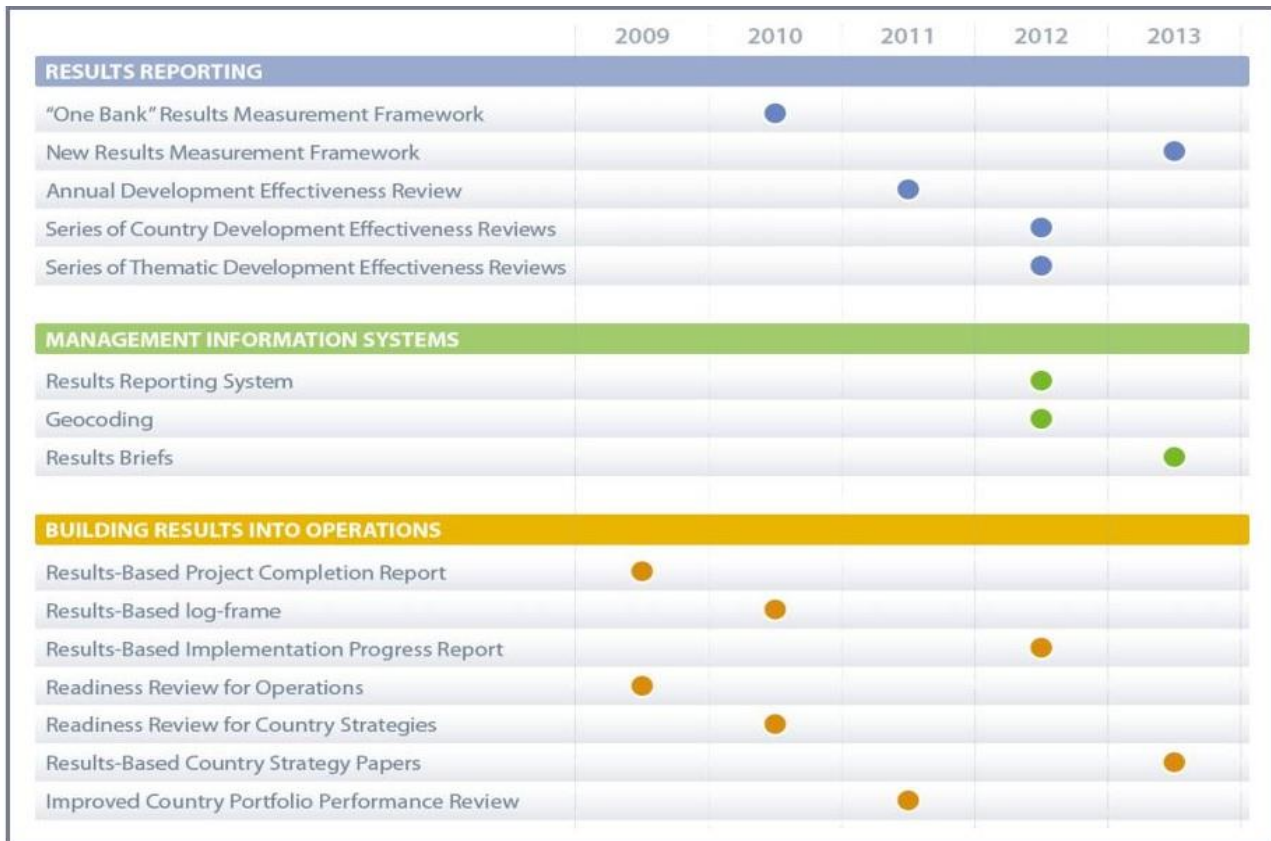 2009 2010 2011 2012 2013
RESULTS REPORTING
“One Bank” Results Measurement Framework
New Results Measurement Framework
Annual Development Effectiveness Review
Series of Country Development Effectiveness Reviews
Series of Thematic Development Effectiveness Reviews
MANAGEMENT INFORMATION SYSTEMS
Results Reporting System
Geocoding
Results Briefs
BUILDING RESULTS INTO OPERATIONS
Results-Based Project Completion Report
Results-Based log-frame
Results-Based Implementation Progress Report
Readiness Review for Operations
Readiness Review for Country Strategies
Results-Based Country Strategy Papers
Improved Country Portfolio Performance Review